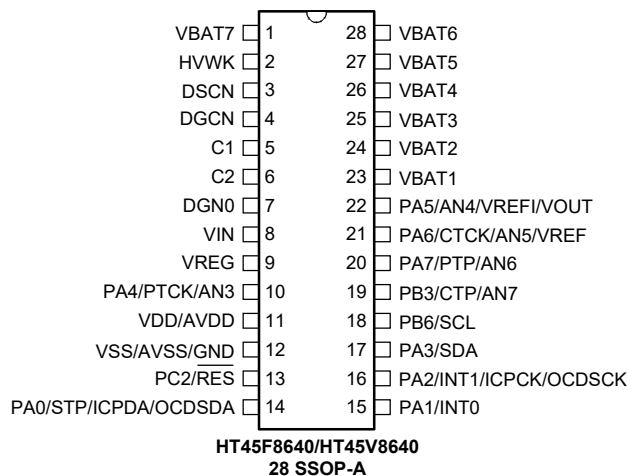 VBAT7 1 28 VBAT6
HVWK 2 27 VBAT5
DSCN 3 26 VBAT4
DGCN 4 25 VBAT3
C1 5 24 VBAT2
C2 6 23 VBAT1
DGN0 7 22 PA5/AN4/VREFI/VOUT
VIN 8 21 PA6/CTCK/AN5/VREF
VREG 9 20 PA7/PTP/AN6
PA4/PTCK/AN3 10 19 PB3/CTP/AN7
VDD/AVDD 11 18 PB6/SCL
VSS/AVSS/GND 12 17 PA3/SDA
PC2/RES 13 16 PA2/INT1/ICPCK/OCDSCK
PA0/STP/ICPDA/OCDSDA 14 15 PA1/INT0
HT45F8640/HT45V8640
28 SSOP-A